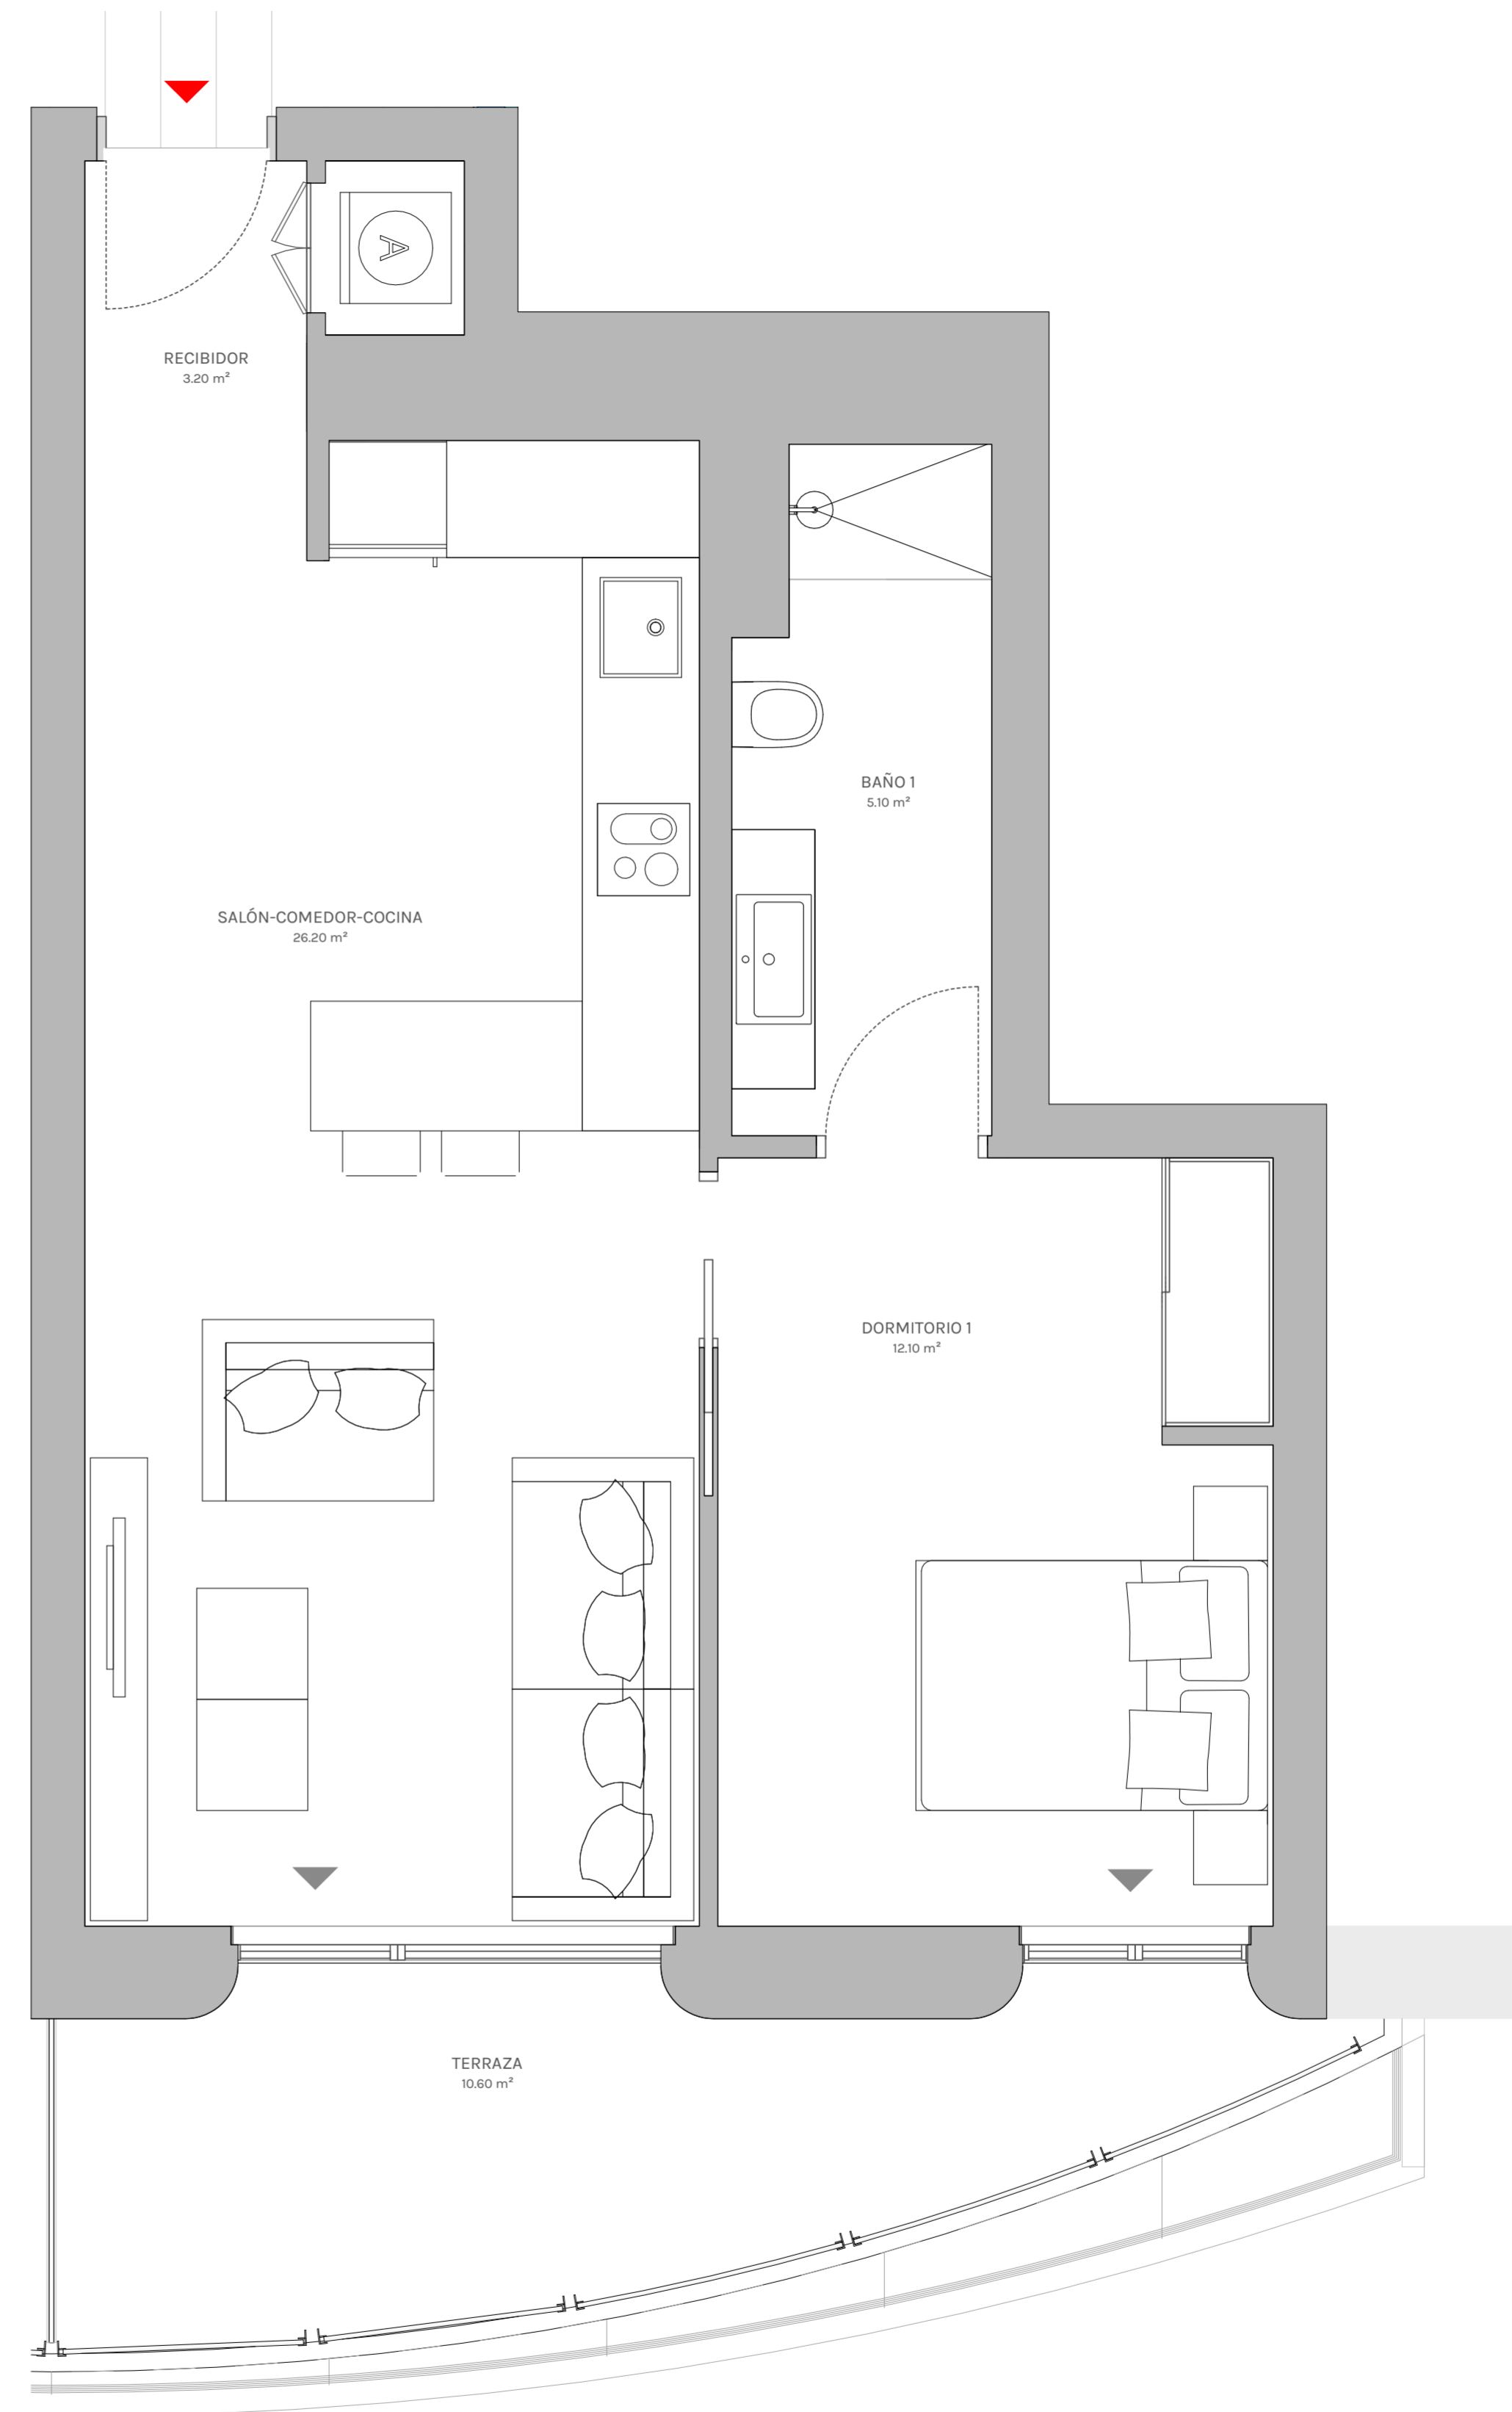 A
RECIBIDOR
3.20 m²
BAÑO 1
5.10 m²
SALÓN-COMEDOR-COCINA
26.20 m²
DORMITORIO 1
12.10 m²
TERRAZA
10.60 m²